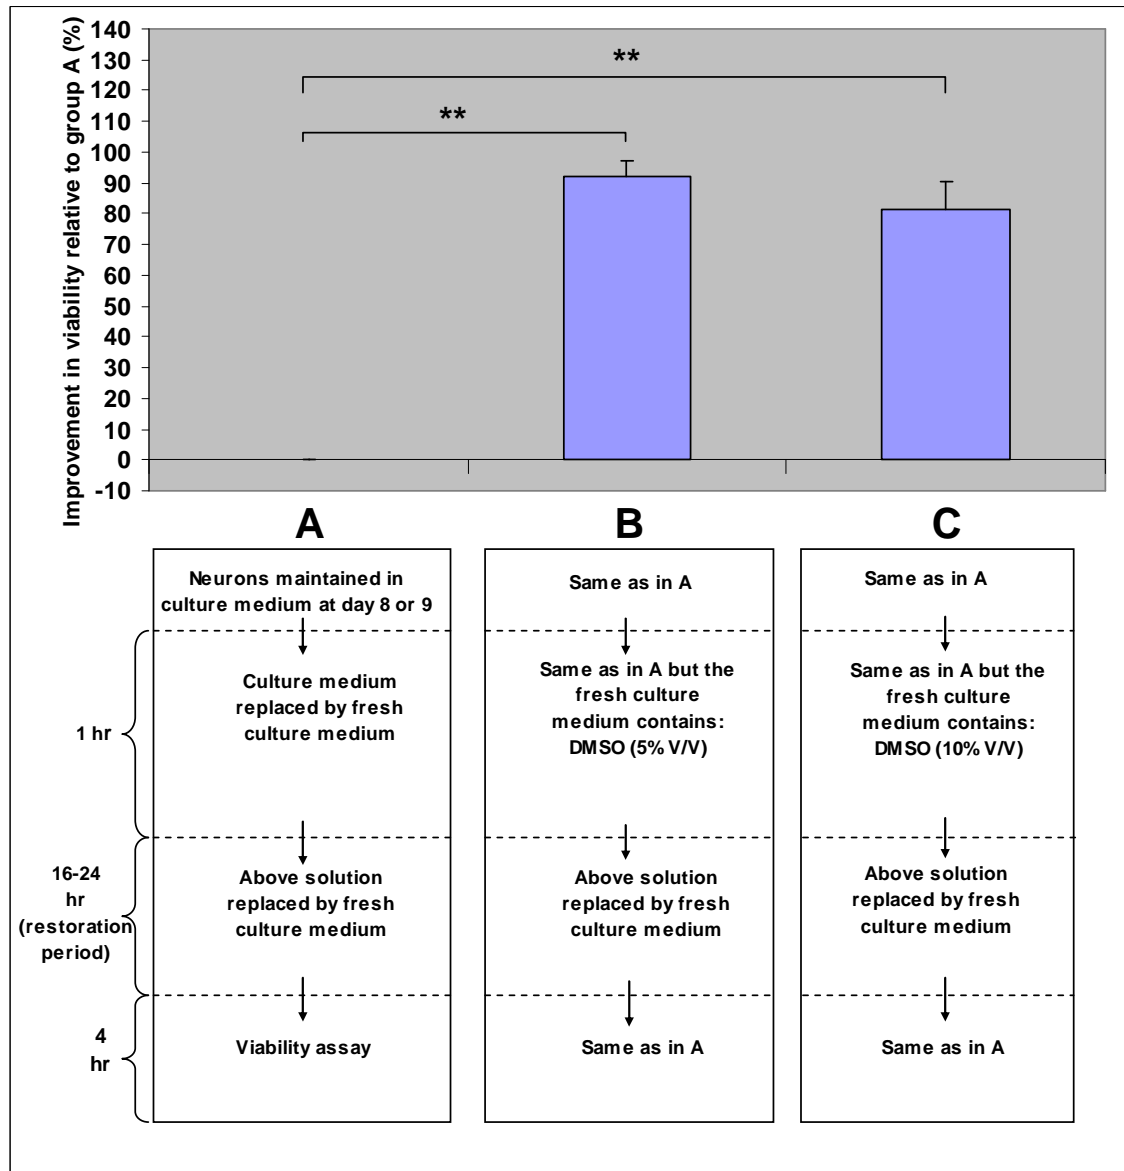 Improvement in viability relative to group A (%)
140
130
120
110
100
90
80
70
60
50
40
30
20
10
0
-10
**
**
A
B
C
Neurons maintained in
culture medium at day 8 or 9
Culture medium
replaced by fresh
culture medium
Above solution
replaced by fresh
culture medium
Viability assay
Same as in A
Same as in A but the
fresh culture
medium contains:
DMSO (5% V/V)
Above solution
replaced by fresh
culture medium
Same as in A
Same as in A
Same as in A but the
fresh culture
medium contains:
DMSO (10% V/V)
Above solution
replaced by fresh
culture medium
Same as in A
1 hr
16-24
hr
(restoration
period)
4
hr